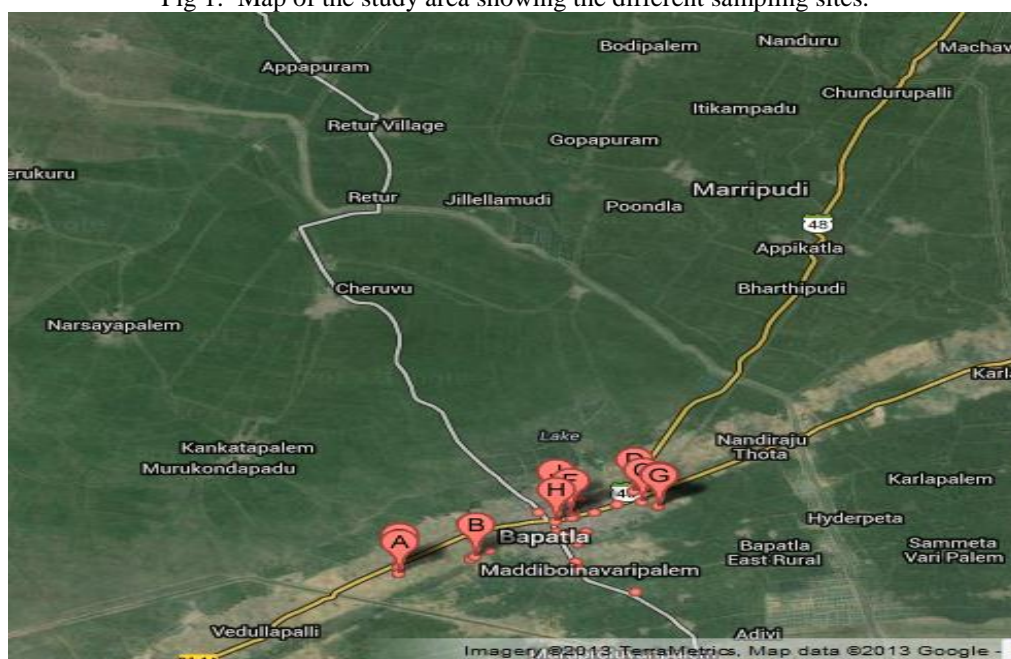 Fig 1: Map of the study area showing the different sampling sites.
Bodipalem
Nanduru
Appapuram
Chundurupalli
Itikampadu
Retur Village
Gopapuram
erukuru
Marripudi
Retur
Jillellamudi
Poondla
48
Appikatla
Cheruvu
Bharthipudi
Narsayapalem
Karla
Lake
Nandiraju
Thota
Kankatapalem
Murukondapadu
Karlapalem
J
D
H
G
B
A
Bapatla
Hyderpeta
Bapatla
East Rural
Sammeta
Vari Palem
Maddiboinavaripalem
Vedullapalli
Adivi
Imagery ©2013 TerraMetrics, Map data ©2013 Google -